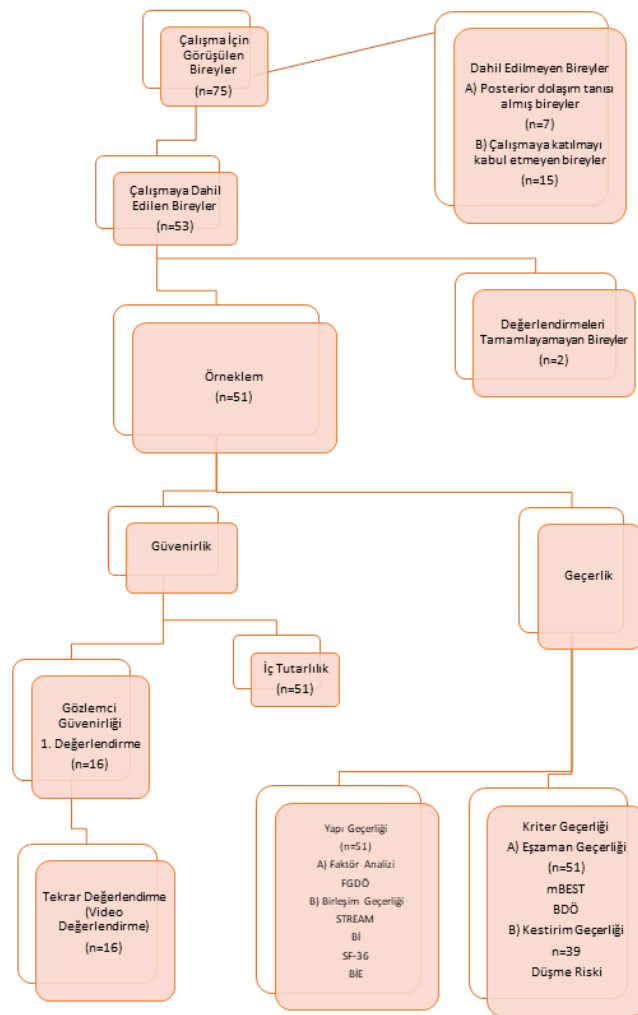 Çalışma İçin
Görüşülen
Bireyler
(n=75)
Dahil Edilmeyen Bireyler
A) Posterior dolaşım tanısı
almış bireyler
(n=7)
B) Çalışmaya katılmayı
kabul etmeyen bireyler
(n=15)
Çalışmaya Dahil
Edilen Bireyler
(n=53)
Değerlendirmeleri
Tamamlayamayan Bireyler
(n=2)
Örneklem
(n=51)
Güvenirlik
Geçerlik
İç Tutarlılık
(n=51)
Gözlemci
Güvenirliği
1. Değerlendirme
(n=16)
Tekrar Değerlendirme
(Video
Değerlendirme)
(n=16)
Yapı Geçerliği
(n=51)
A) Faktör Analizi
FGDÖ
B) Birleşim Geçerliği
STREAM
Bİ
SF-36
BİE
Kriter Geçerliği
A) Eşzaman Geçerliği
(n=51)
mBEST
BDÖ
B) Kestirim Geçerliği
n=39
Düşme Riski